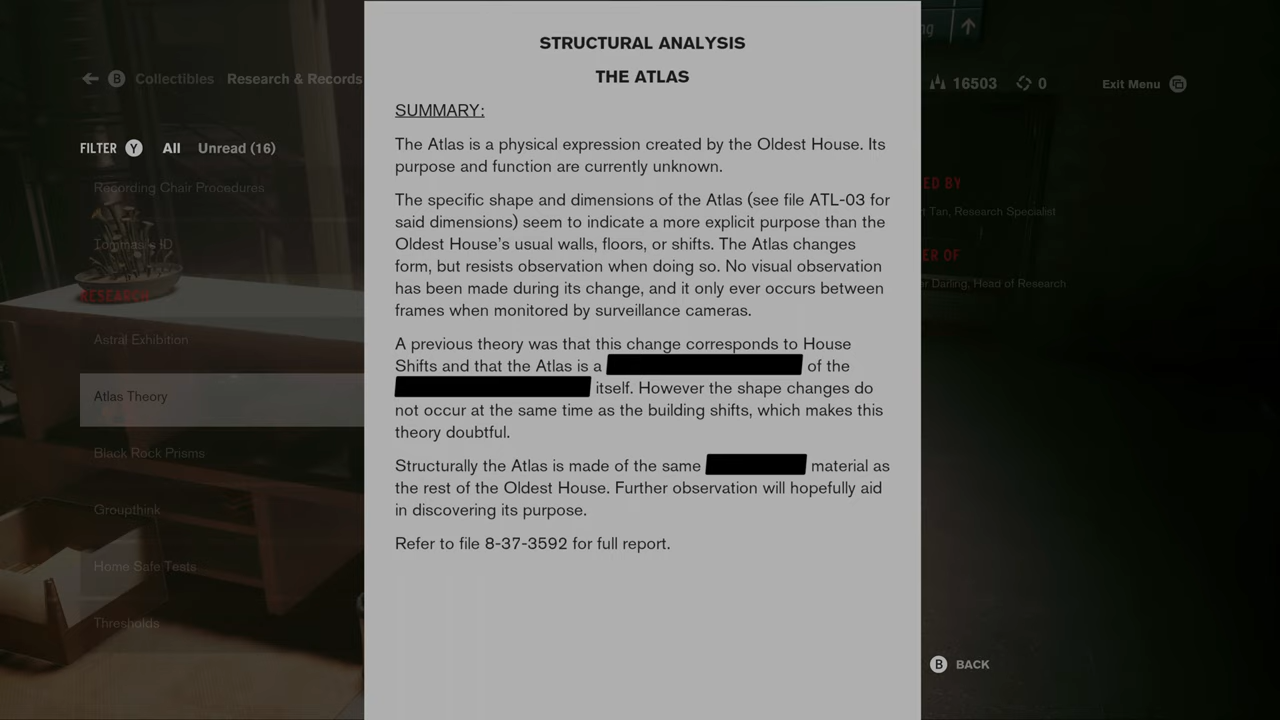 STRUCTURAL ANALYSIS
THE ATLAS
SUMMARY:
The Atlas is a physical expression created by the Oldest House. Its
purpose and function are currently unknown.
The specific shape and dimensions of the Atlas (see file ATL-03 for
said dimensions) seem to indicate a more explicit purpose than the
Oldest House's usual walls, floors, or shifts. The Atlas changes
form, but resists observation when doing so. No visual observation
has been made during its change, and it only ever occurs between
frames when monitored by surveillance cameras.
A previous theory was that this change corresponds to House
Shifts and that the Atlas is a of the
itself. However the shape changes do
not occur at the same time as the building shifts, which makes this
theory doubtful.
Structurally the Atlas is made of the same material as
the rest of the Oldest House. Further observation will hopefully aid
in discovering its purpose.
Refer to file 8-37-3592 for full report.
B Collectibles Research & Records
FILTER Y All Unread (16)
Recording Chair Procedures
Tommasi's ID
RESEARCH
Astral Exhibition
Atlas Theory
Black Rock Prisms
Groupthink
Home Safe Tests
Thresholds
16503 0 Exit Menu
ED BY
Tan, Research Specialist
ER OF
Darling, Head of Research
B BACK